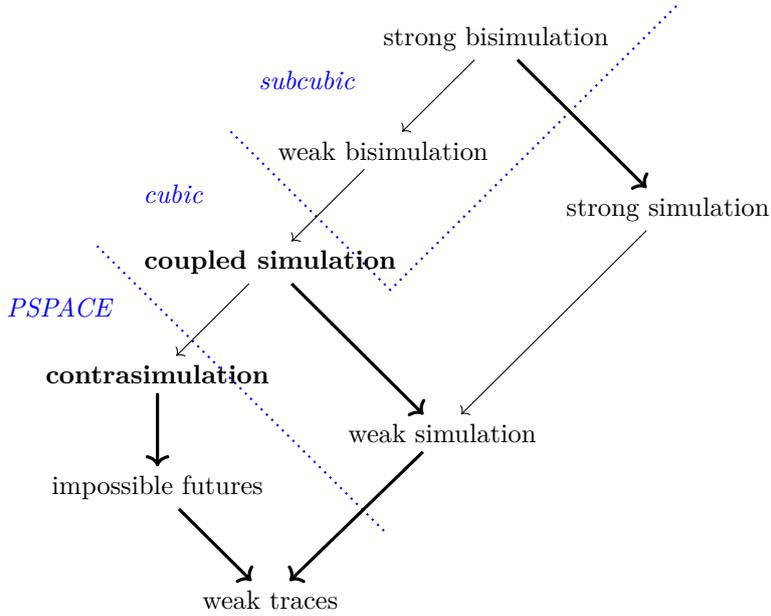 strong bisimulation
subcubic
weak bisimulation
cubic
strong simulation
coupled simulation
PSPACE
contrasimulation
weak simulation
impossible futures
weak traces